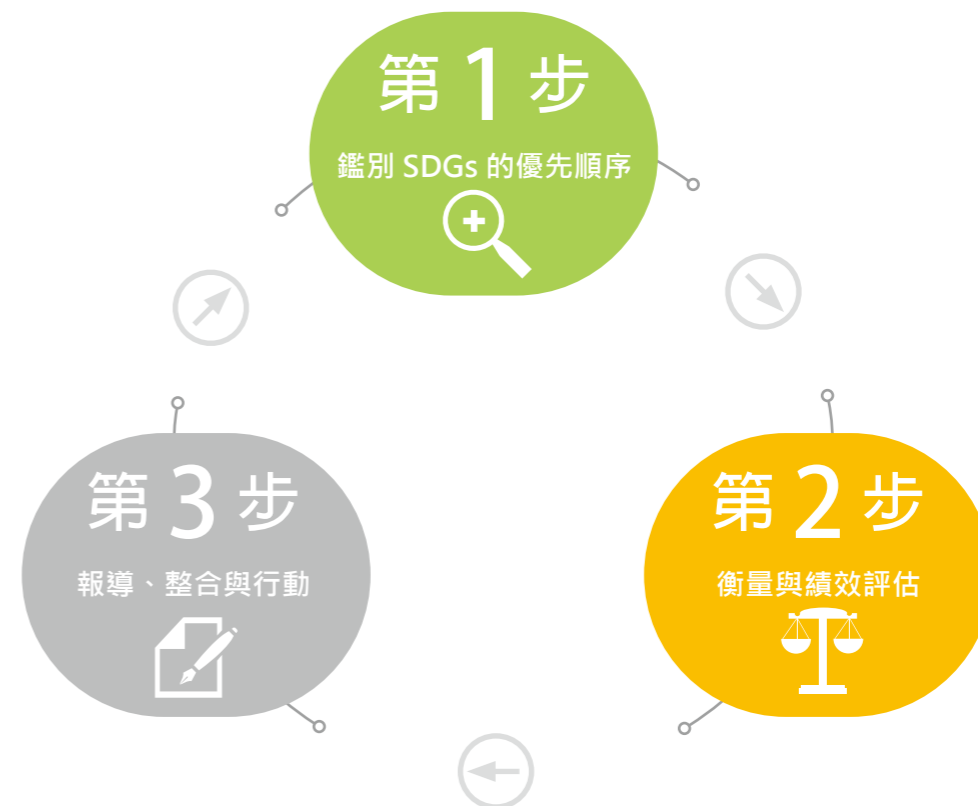 第 1 步
鑑別 SDGs 的優先順序
第 2 步
衡量與績效評估
第 3 步
報導、整合與行動